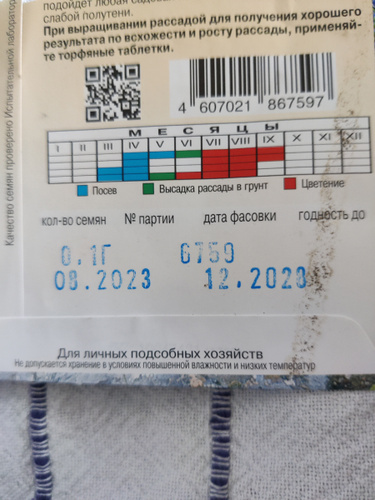 подойдет любая
слабой полутени.
При выращивании рассадой для получения хорошего
результата по всхожести и росту рассады, применяй-
те торфяные таблетки.
4 607021 867597
МЕСЯЦЫ
I II III IV V VI VII VIII IX X XI XII
Посев Высадка рассады в грунт Цветение
кол-во семян № партии дата фасовки годность до
0.1Г 6759
08.2023 12.2028
Для личных подсобных хозяйств
Не допускается хранение в условиях повышенной влажности и низких температур
Качество семян проверено Испытательной